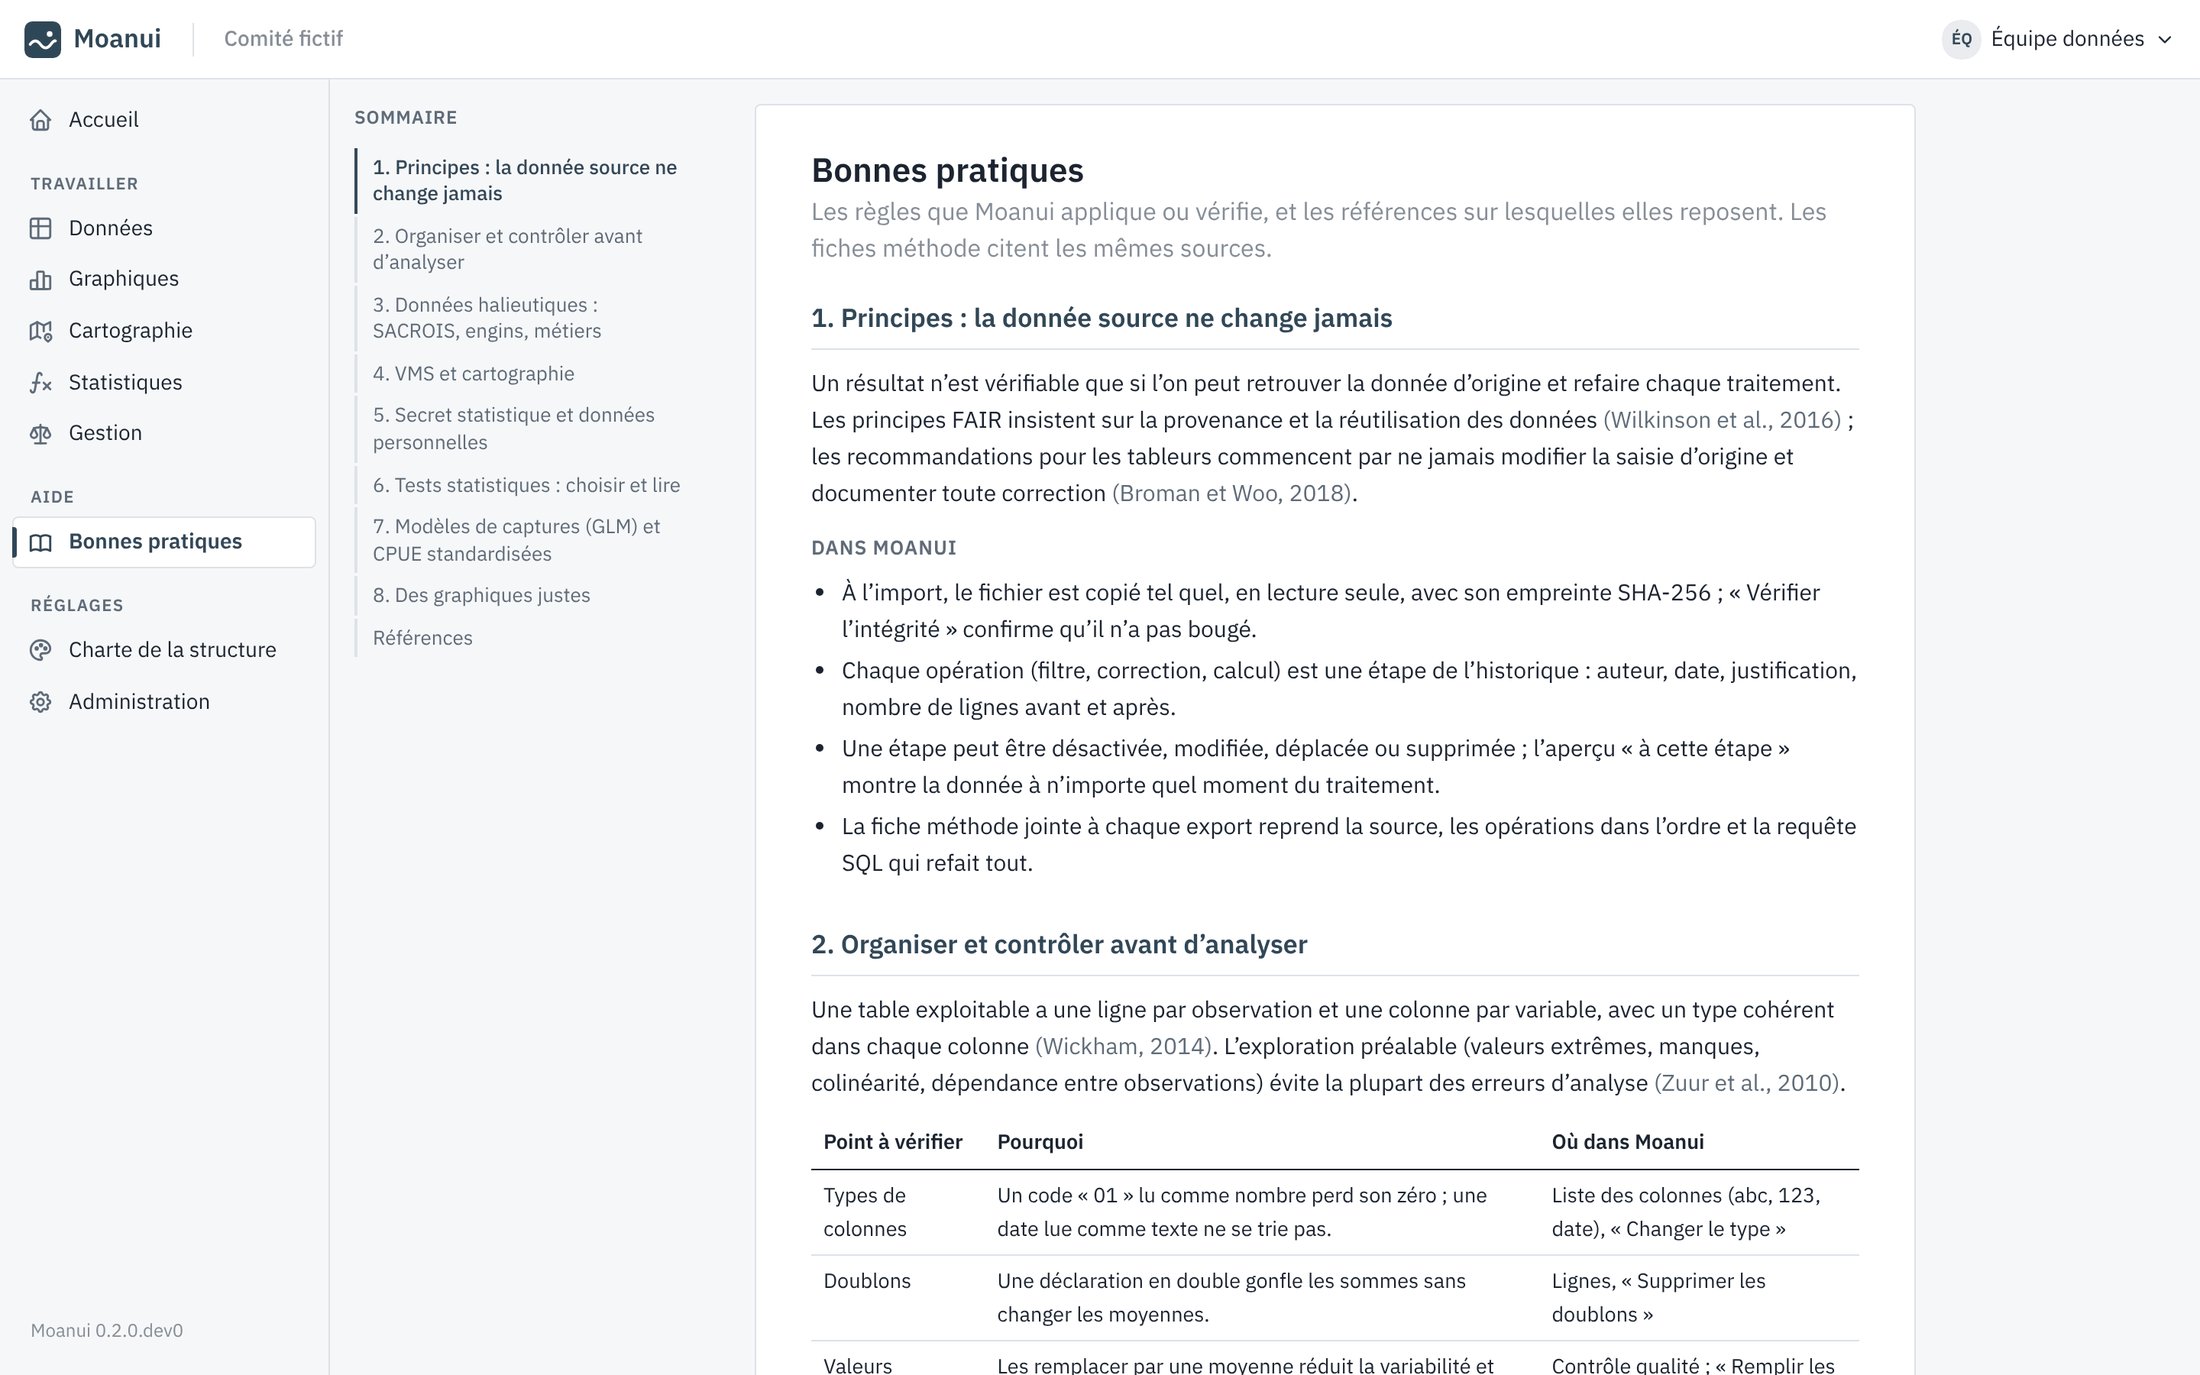 Moanui
Comité fictif
ÉQ
Équipe données
Accueil
TRAVAILLER
Données
Graphiques
Cartographie
Statistiques
Gestion
AIDE
Bonnes pratiques
RÉGLAGES
Charte de la structure
Administration
Moanui 0.2.0.dev0
SOMMAIRE
1. Principes : la donnée source ne
change jamais
2. Organiser et contrôler avant
d’analyser
3. Données halieutiques :
SACROIS, engins, métiers
4. VMS et cartographie
5. Secret statistique et données
personnelles
6. Tests statistiques : choisir et lire
7. Modèles de captures (GLM) et
CPUE standardisées
8. Des graphiques justes
Références
Bonnes pratiques
Les règles que Moanui applique ou vérifie, et les références sur lesquelles elles reposent. Les
fiches méthode citent les mêmes sources.
1. Principes : la donnée source ne change jamais
Un résultat n’est vérifiable que si l’on peut retrouver la donnée d’origine et refaire chaque traitement.
Les principes FAIR insistent sur la provenance et la réutilisation des données (Wilkinson et al., 2016) ;
les recommandations pour les tableurs commencent par ne jamais modifier la saisie d’origine et
documenter toute correction (Broman et Woo, 2018).
DANS MOANUI
• À l’import, le fichier est copié tel quel, en lecture seule, avec son empreinte SHA-256 ; « Vérifier
l’intégrité » confirme qu’il n’a pas bougé.
• Chaque opération (filtre, correction, calcul) est une étape de l’historique : auteur, date, justification,
nombre de lignes avant et après.
• Une étape peut être désactivée, modifiée, déplacée ou supprimée ; l’aperçu « à cette étape »
montre la donnée à n’importe quel moment du traitement.
• La fiche méthode jointe à chaque export reprend la source, les opérations dans l’ordre et la requête
SQL qui refait tout.
2. Organiser et contrôler avant d’analyser
Une table exploitable a une ligne par observation et une colonne par variable, avec un type cohérent
dans chaque colonne (Wickham, 2014). L’exploration préalable (valeurs extrêmes, manques,
colinéarité, dépendance entre observations) évite la plupart des erreurs d’analyse (Zuur et al., 2010).
Point à vérifier Pourquoi Où dans Moanui
Types de Un code « 01 » lu comme nombre perd son zéro ; une Liste des colonnes (abc, 123,
colonnes date lue comme texte ne se trie pas. date), « Changer le type »
Doublons Une déclaration en double gonfle les sommes sans Lignes, « Supprimer les
changer les moyennes. doublons »
Valeurs Les remplacer par une moyenne réduit la variabilité et Contrôle qualité ; « Remplir les